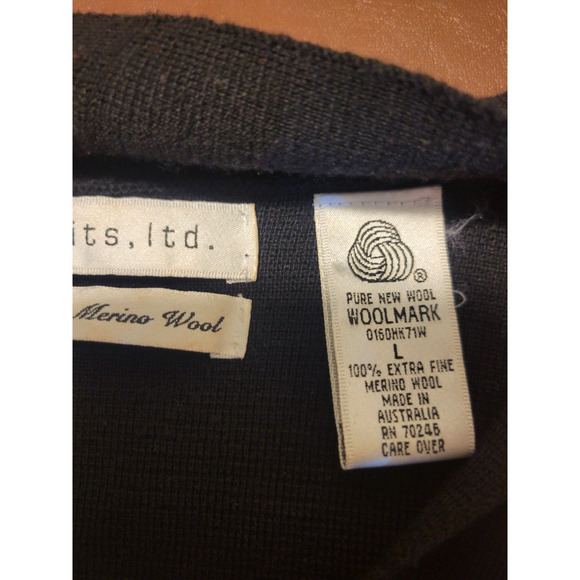 its, ltd.
Merino Wool
®
PURE NEW WOOL
WOOLMARK
0160HK71W
L
100% EXTRA FINE
MERINO WOOL
MADE IN
AUSTRALIA
RN 70246
CARE OVER